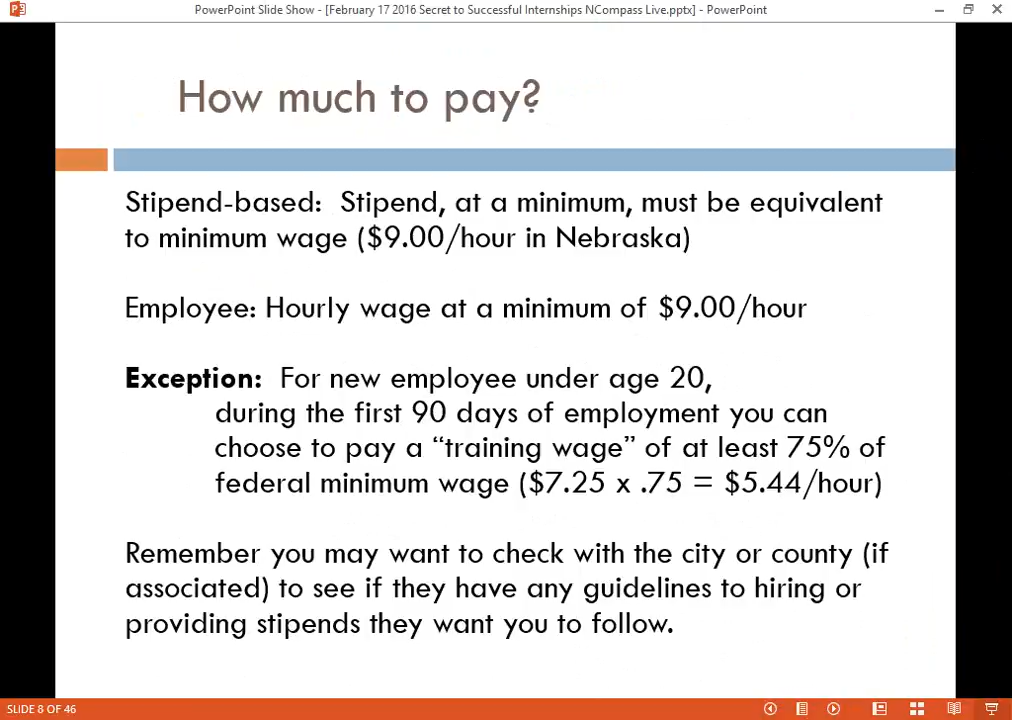 PowerPoint Slide Show - [February 17 2016 Secret to Successful Internships NCompass Live.pptx] - PowerPoint
How much to pay?
Stipend-based:  Stipend, at a minimum, must be equivalent
to minimum wage ($9.00/hour in Nebraska)
Employee: Hourly wage at a minimum of $9.00/hour
Exception:  For new employee under age 20,
during the first 90 days of employment you can
choose to pay a “training wage” of at least 75% of
federal minimum wage ($7.25 x .75 = $5.44/hour)
Remember you may want to check with the city or county (if
associated) to see if they have any guidelines to hiring or
providing stipends they want you to follow.
SLIDE 8 OF 46